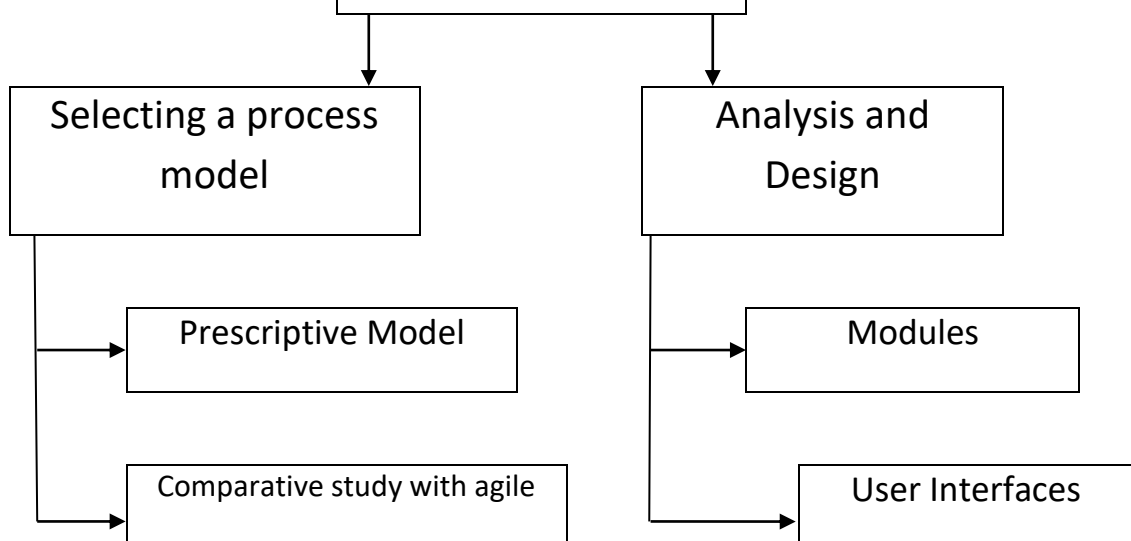 Selecting a process
model
Analysis and
Design
Prescriptive Model
Modules
Comparative study with agile
User Interfaces